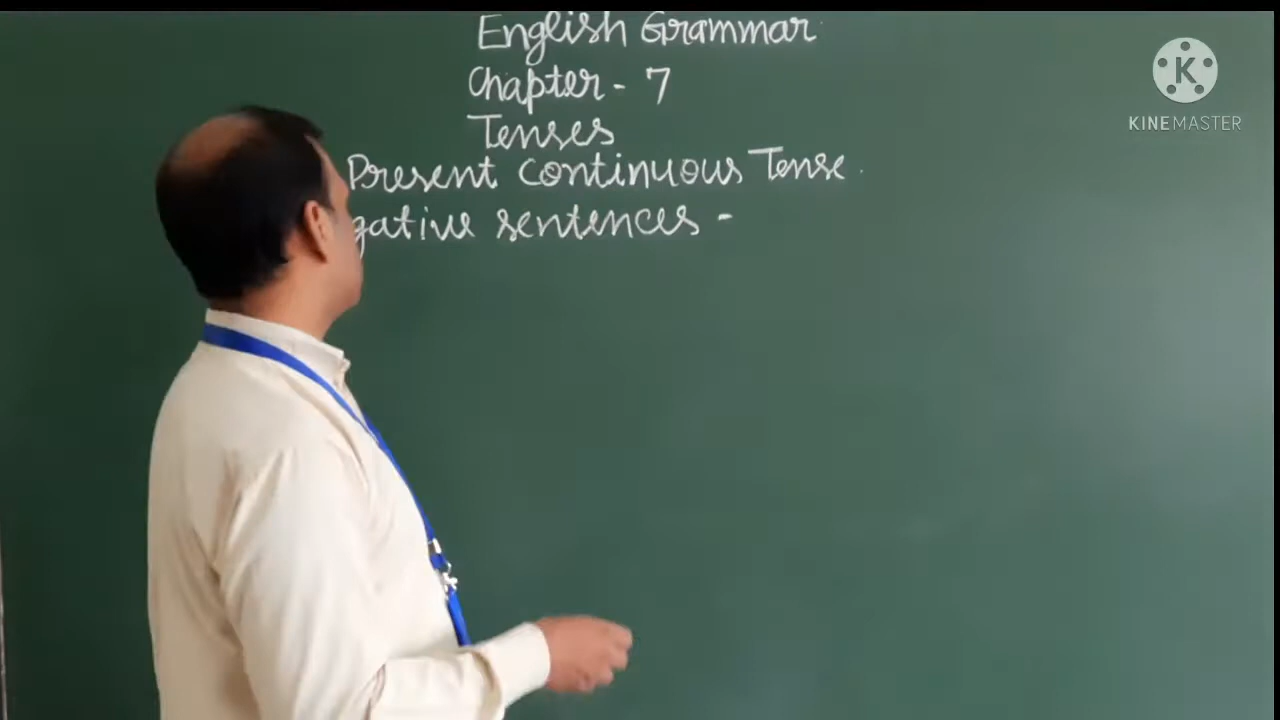 English Grammar
Chapter - 7
Tenses
Present Continuous Tense.
gative sentences -
KINEMASTER